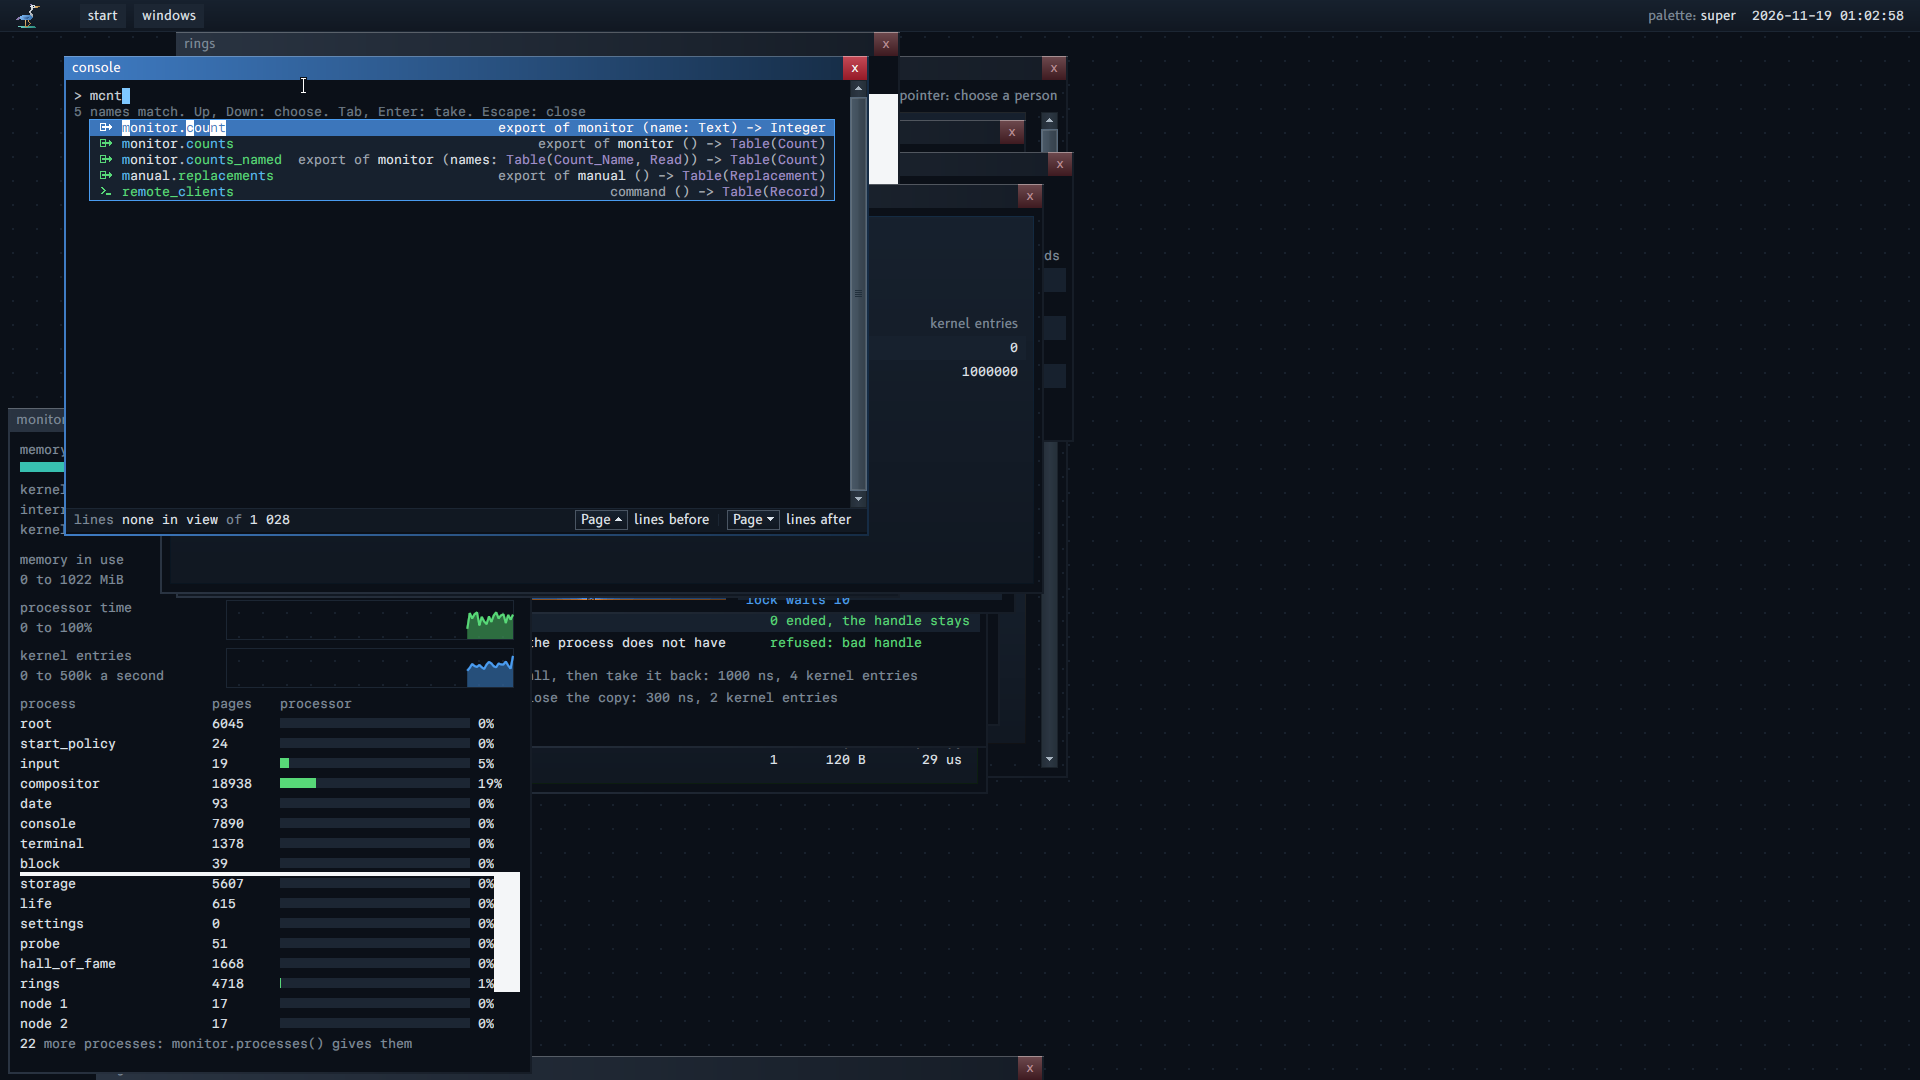 start windows palette: super 2026-11-19 01:02:58
rings x
console x
x
> mcnt
pointer: choose a person
5 names match. Up, Down: choose. Tab, Enter: take. Escape: close
monitor.count export of monitor (name: Text) -> Integer
x
monitor.counts export of monitor () -> Table(Count)
monitor.counts_named export of monitor (names: Table(Count_Name, Read)) -> Table(Count)
x
manual.replacements export of manual () -> Table(Replacement)
remote_clients command () -> Table(Record)
x
ds
kernel entries
0
1000000
monitor
memory
kernel
inter
kernel
lines none in view of 1 028 Page lines before Page lines after
memory in use
0 to 1022 MiB
processor time
0 to 100%
kernel entries
0 to 500k a second
lock waits 10
0 ended, the handle stays
the process does not have refused: bad handle
all, then take it back: 1000 ns, 4 kernel entries
lose the copy: 300 ns, 2 kernel entries
1 120 B 29 us
process pages processor
root 6045 0%
start_policy 24 0%
input 19 5%
compositor 18938 19%
date 93 0%
console 7890 0%
terminal 1378 0%
block 39 0%
storage 5607 0%
life 615 0%
settings 0 0%
probe 51 0%
hall_of_fame 1668 0%
rings 4718 1%
node 1 17 0%
node 2 17 0%
22 more processes: monitor.processes() gives them
x